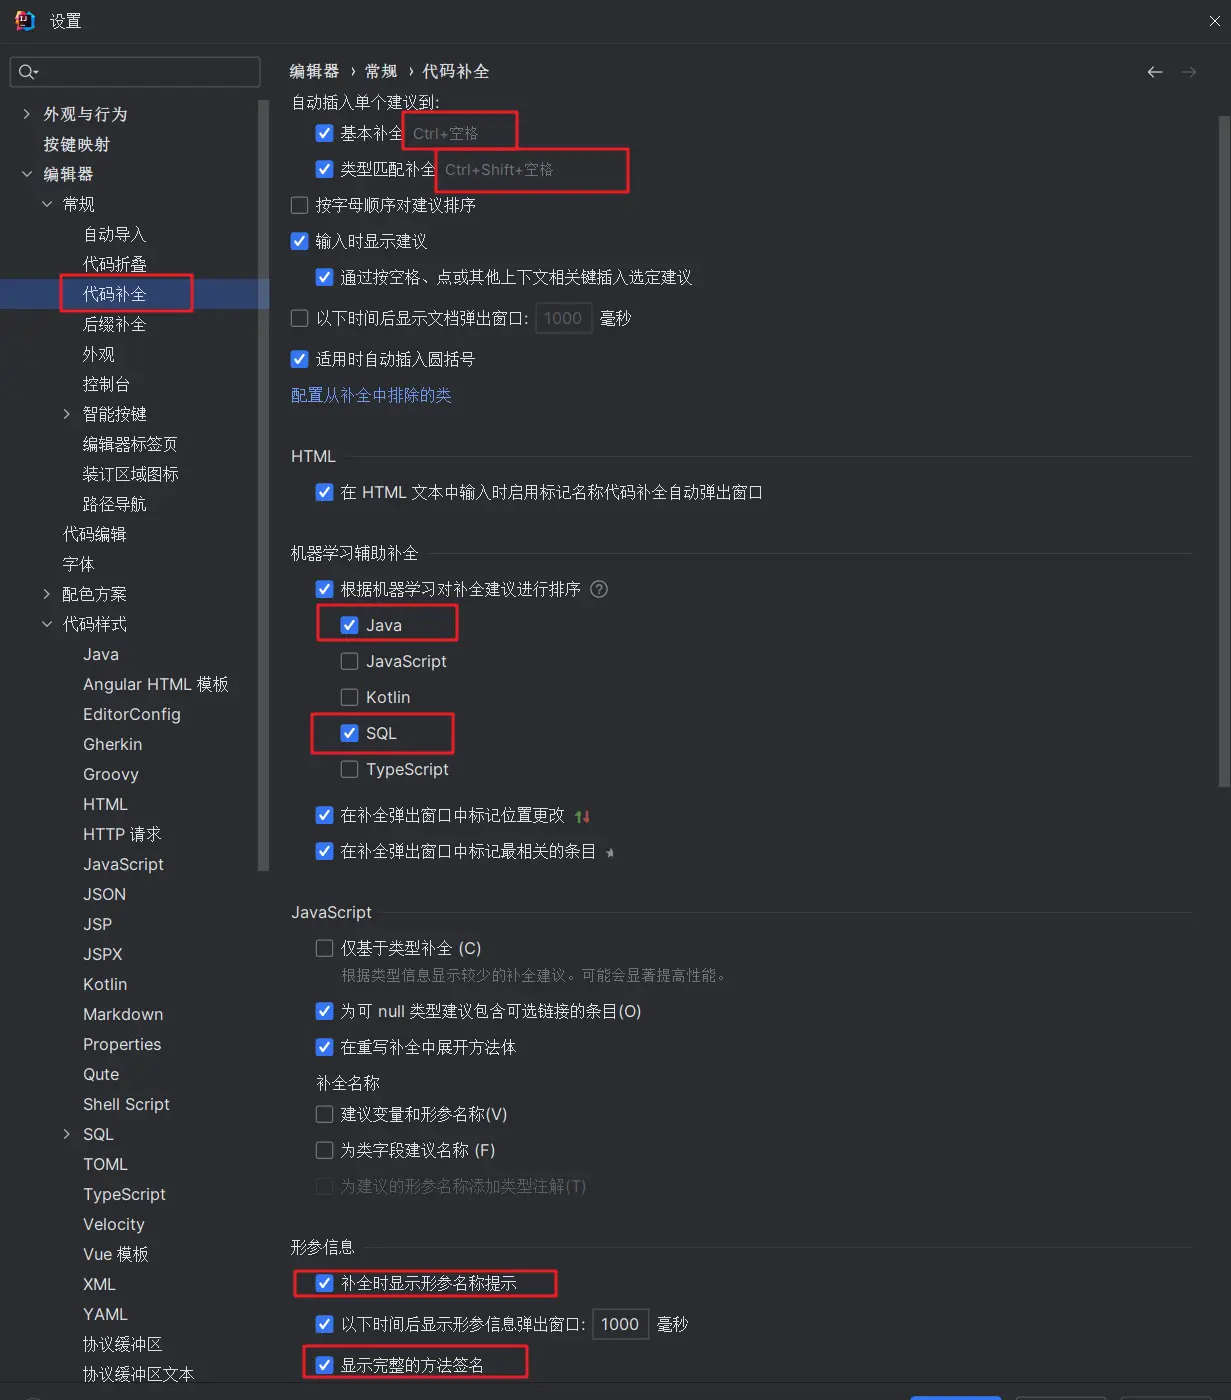 设置
编辑器 › 常规 › 代码补全
外观与行为
按键映射
编辑器
常规
自动导入
代码折叠
代码补全
后缀补全
外观
控制台
智能按键
编辑器标签页
装订区域图标
路径导航
代码编辑
字体
配色方案
代码样式
Java
Angular HTML 模板
EditorConfig
Gherkin
Groovy
HTML
HTTP 请求
JavaScript
JSON
JSP
JSPX
Kotlin
Markdown
Properties
Qute
Shell Script
SQL
TOML
TypeScript
Velocity
Vue 模板
XML
YAML
协议缓冲区
协议缓冲区文本
自动插入单个建议到:
基本补全 Ctrl+空格
类型匹配补全 Ctrl+Shift+空格
按字母顺序对建议排序
输入时显示建议
通过按空格、点或其他上下文相关键插入选定建议
以下时间后显示文档弹出窗口: 1000 毫秒
适用时自动插入圆括号
配置从补全中排除的类
HTML
在 HTML 文本中输入时启用标记名称代码补全自动弹出窗口
机器学习辅助补全
根据机器学习对补全建议进行排序 ?
Java
JavaScript
Kotlin
SQL
TypeScript
在补全弹出窗口中标记位置更改
在补全弹出窗口中标记最相关的条目
JavaScript
仅基于类型补全 (C)
根据类型信息显示较少的补全建议。可能会显著提高性能。
为可 null 类型建议包含可选链接的条目(O)
在重写补全中展开方法体
补全名称
建议变量和形参名称(V)
为类字段建议名称 (F)
为建议的形参名称添加类型注解(T)
形参信息
补全时显示形参名称提示
以下时间后显示形参信息弹出窗口: 1000 毫秒
显示完整的方法签名